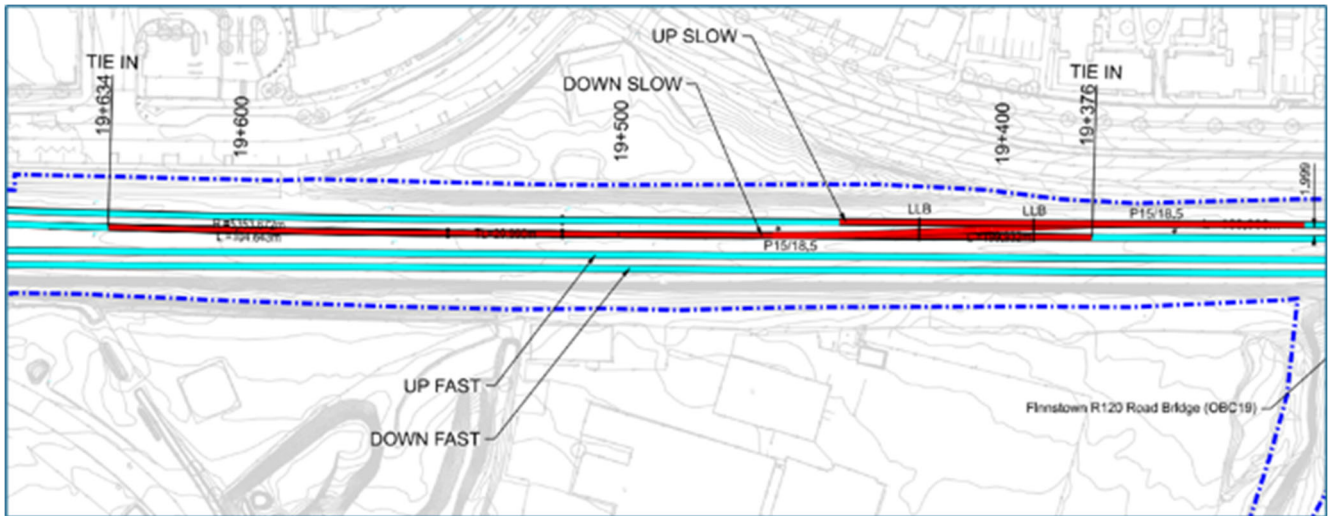 UP SLOW
TIE IN
DOWN SLOW
TIE IN
19+634
19+600
19+500
19+400
19+376
1.999
LLB
LLB
P15/18,5
P15/18,5
UP FAST
DOWN FAST
Finnstown R120 Road Bridge (OBC19)